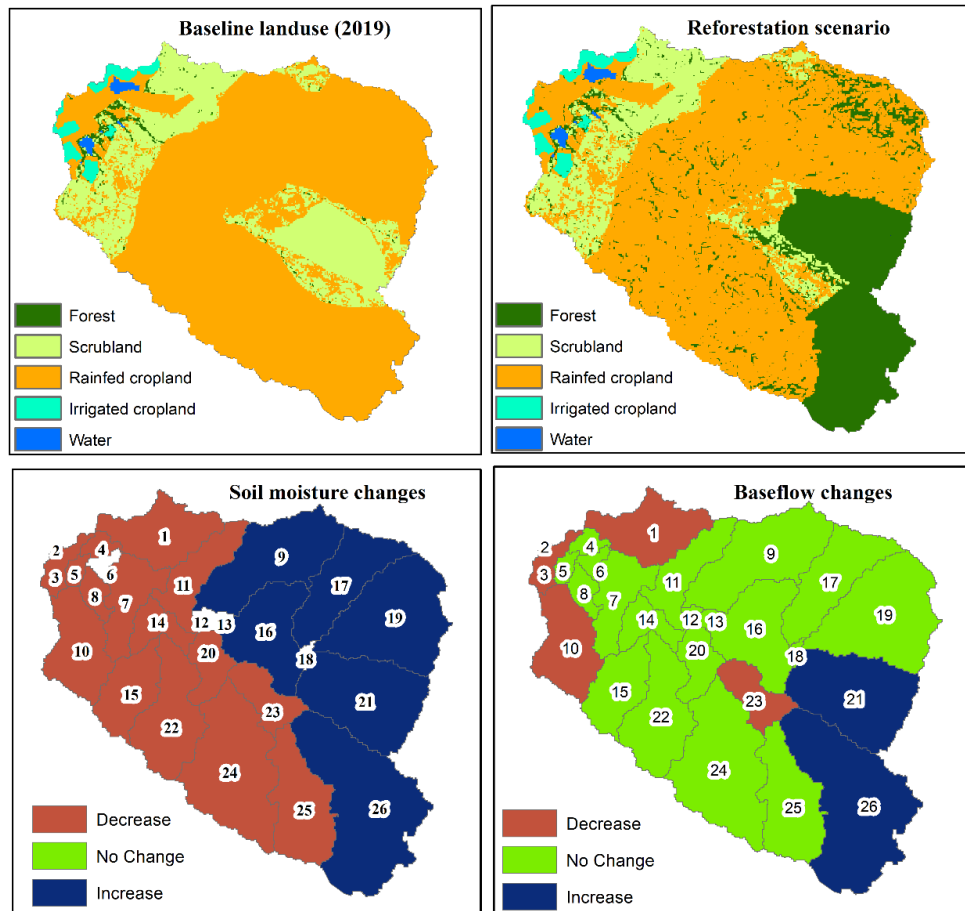 Baseline landuse (2019)
Forest
Scrubland
Rainfed cropland
Irrigated cropland
Water
Reforestation scenario
Forest
Scrubland
Rainfed cropland
Irrigated cropland
Water
Soil moisture changes
1
2
4
3
5
6
9
17
11
8
7
19
12
13
14
16
10
20
18
21
15
23
22
24
25
26
Decrease
No Change
Increase
Baseflow changes
1
2
4
3
5
6
9
17
11
8
7
19
12
13
14
16
10
20
18
21
15
23
22
24
25
26
Decrease
No Change
Increase